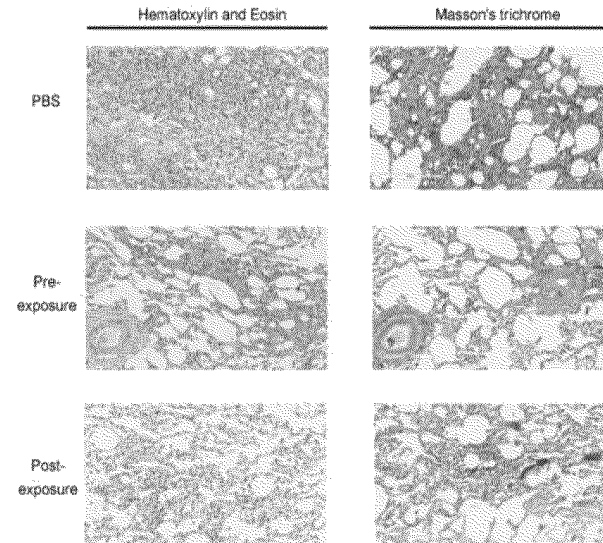 Hematoxylin and Eosin
Masson's trichrome
PBS
Pre-
exposure
Post-
exposure